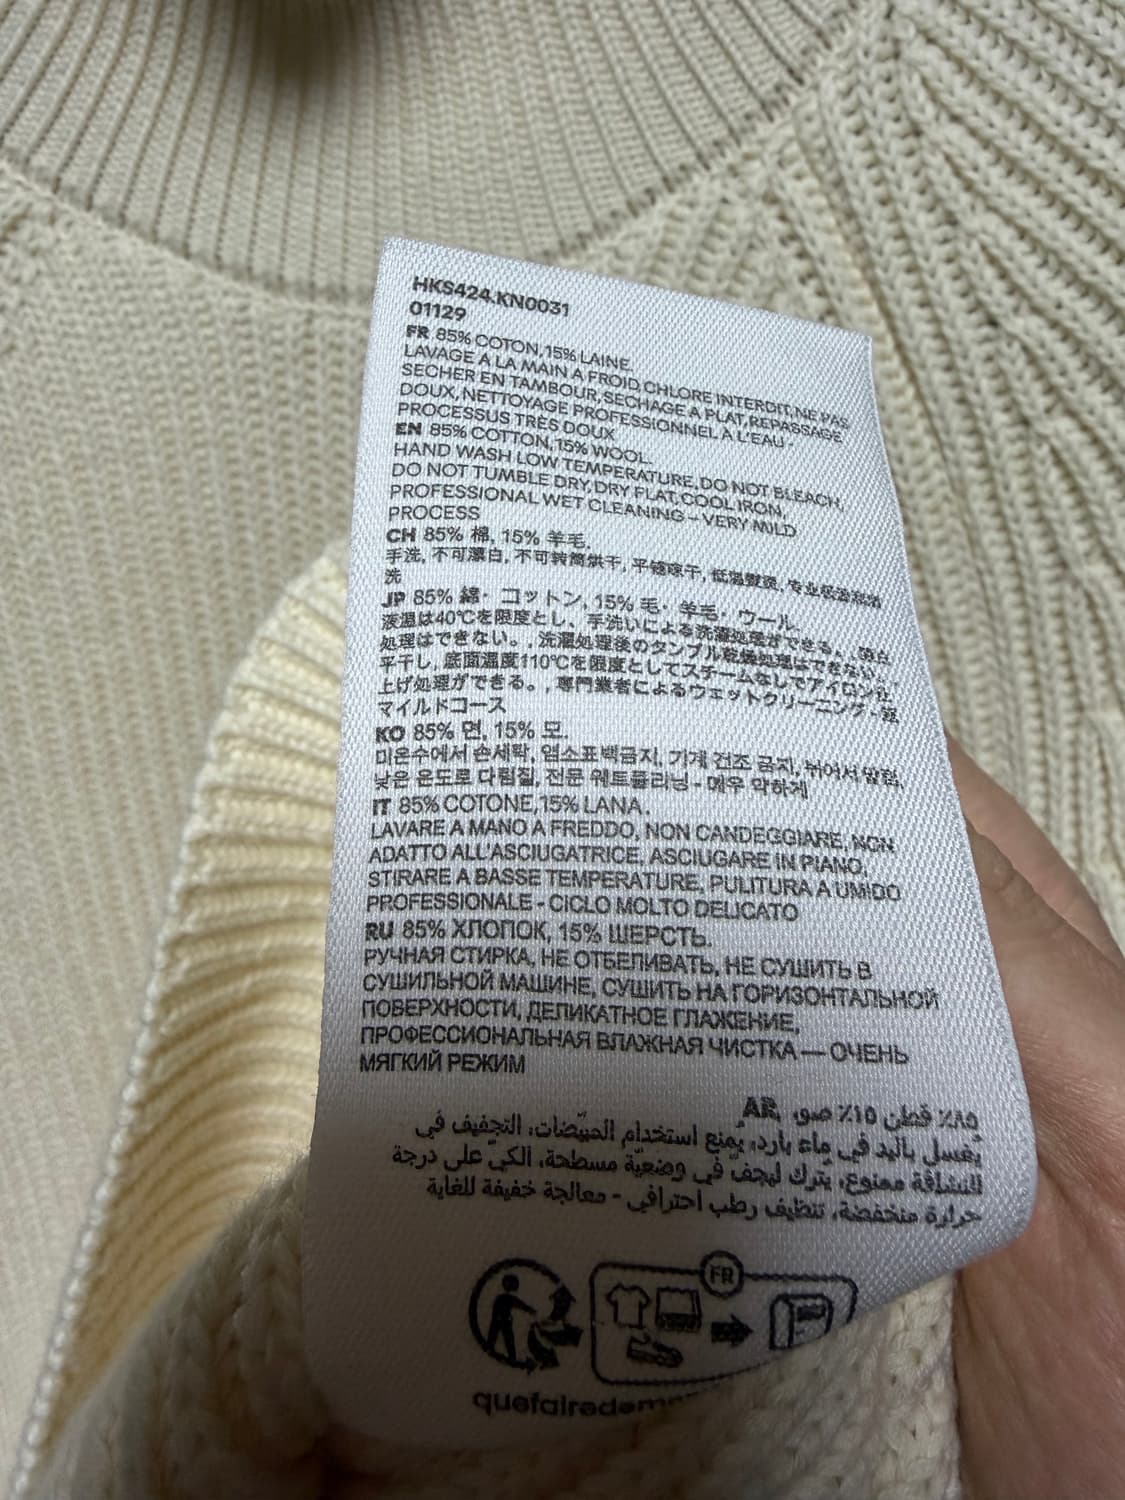 HKS424.KN0031
01129
FR 85% COTON,15% LAINE.
LAVAGE A LA MAIN A FROID,CHLORE INTERDIT,NE PAS
SECHER EN TAMBOUR,SECHAGE A PLAT,REPASSAGE
DOUX,NETTOYAGE PROFESSIONNEL À L'EAU -
PROCESSUS TRES DOUX
EN 85% COTTON,15% WOOL.
HAND WASH LOW TEMPERATURE,DO NOT BLEACH,
DO NOT TUMBLE DRY,DRY FLAT,COOL IRON,
PROFESSIONAL WET CLEANING – VERY MILD
PROCESS
CH 85% 棉, 15% 羊毛.
手洗, 不可漂白, 不可转筒烘干, 平铺晾干, 低温熨烫,
洗
JP 85% 綿・コットン, 15% 毛・羊毛・ウール.
液温は40℃を限度とし、手洗いによる洗濯処理ができる。,
処理はできない。, 洗濯処理後のタンブル乾燥処理はできない。,
平干し, 底面温度110℃を限度としてスチームなしでアイロン仕
上げ処理ができる。, 専門業者によるウェットクリーニング -
マイルドコース
KO 85% 면, 15% 모.
미온수에서 손세탁, 염소표백금지, 기계 건조 금지, 뉘어서 말림,
낮은 온도로 다림질, 전문 웨트클리닝 - 매우 약하게
IT 85% COTONE,15% LANA.
LAVARE A MANO A FREDDO, NON CANDEGGIARE, NON
ADATTO ALL'ASCIUGATRICE, ASCIUGARE IN PIANO,
STIRARE A BASSE TEMPERATURE, PULITURA A UMIDO
PROFESSIONALE - CICLO MOLTO DELICATO
RU 85% ХЛОПОК, 15% ШЕРСТЬ.
РУЧНАЯ СТИРКА, НЕ ОТБЕЛИВАТЬ, НЕ СУШИТЬ В
СУШИЛЬНОЙ МАШИНЕ, СУШИТЬ НА ГОРИЗОНТАЛЬНОЙ
ПОВЕРХНОСТИ, ДЕЛИКАТНОЕ ГЛАЖЕНИЕ,
ПРОФЕССИОНАЛЬНАЯ ВЛАЖНАЯ ЧИСТКА — ОЧЕНЬ
МЯГКИЙ РЕЖИМ
٨٥٪ قطن ١٥٪ صو, AR
يُغسل باليد في ماء بارد، يُمنع استخدام المبيّضات، التجفيف في
النشافة ممنوع، يُترك ليجف في وضعيّة مسطحة، الكي على درجة
حرارة منخفضة، تنظيف رطب احترافي - معالجة خفيفة للغاية
FR